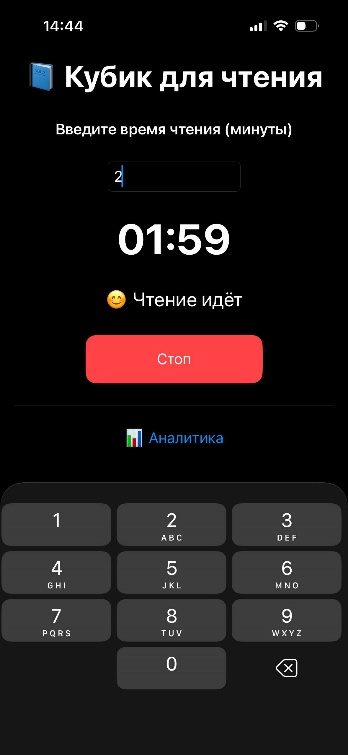 14:44
📘 Кубик для чтения
Введите время чтения (минуты)
2
01:59
😊 Чтение идёт
Стоп
📊 Аналитика
1 2 3
ABC DEF
4 5 6
GHI JKL MNO
7 8 9
PQRS TUV WXYZ
0